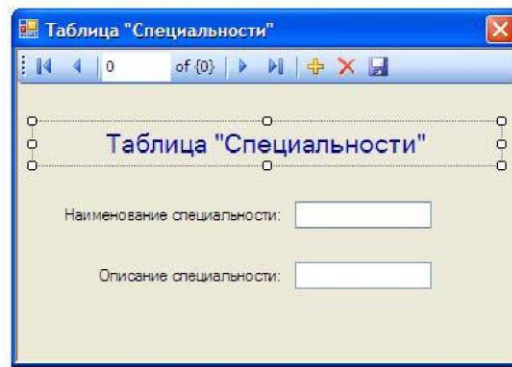 Таблица "Специальности"
0 of {0}
Таблица "Специальности"
Наименование специальности:
Описание специальности: